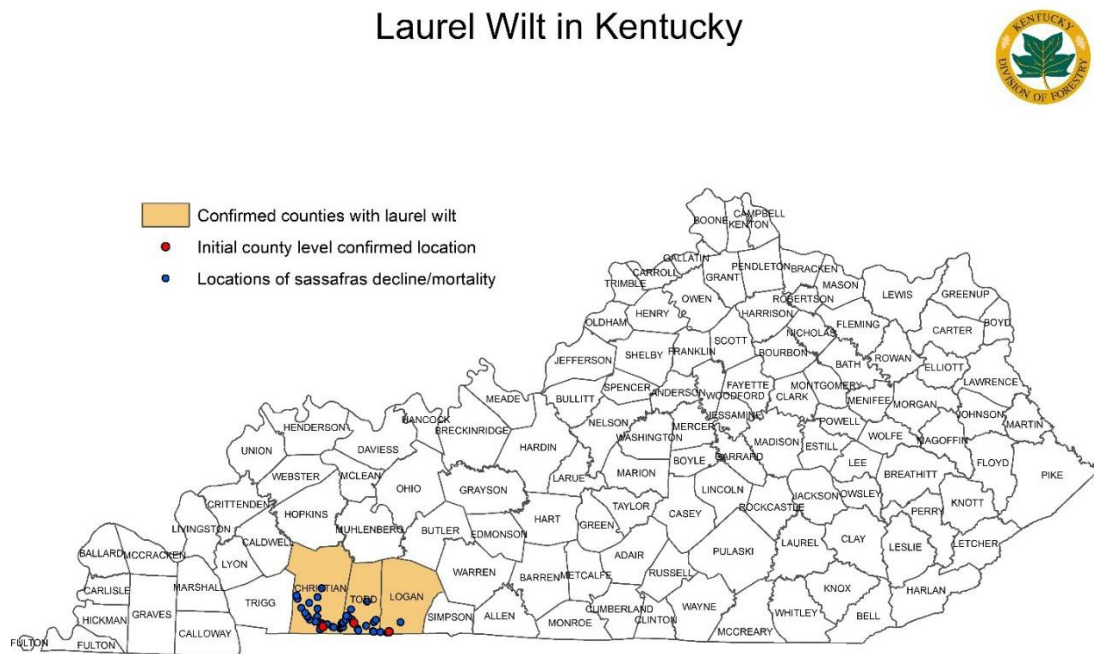 Laurel Wilt in Kentucky
KENTUCKY
DIVISION OF FORESTRY
Confirmed counties with laurel wilt
Initial county level confirmed location
Locations of sassafras decline/mortality
BOONE
CAMPBELL
KENTON
GALLATIN
CARROLL
TRIMBLE
GRANT
PENDLETON
BRACKEN
MASON
OWEN
ROBERTSON
LEWIS
GREENUP
OLDHAM
HENRY
HARRISON
NICHOLAS
FLEMING
CARTER
BOYD
JEFFERSON
SHELBY
FRANKLIN
SCOTT
BOURBON
BATH
ROWAN
ELLIOTT
LAWRENCE
SPENCER
ANDERSON
FAYETTE
WOODFORD
MONTGOMERY
CLARK
MENIFEE
MORGAN
MEADE
BULLITT
JESSAMINE
JOHNSON
MARTIN
HANCOCK
BRECKINRIDGE
NELSON
MERCER
POWELL
WOLFE
MAGOFFIN
HENDERSON
DAVIESS
HARDIN
WASHINGTON
MADISON
ESTILL
UNION
BOYLE
GARRARD
LEE
FLOYD
PIKE
WEBSTER
MCLEAN
OHIO
GRAYSON
LARUE
MARION
LINCOLN
BREATHITT
CRITTENDEN
ROCKCASTLE
JACKSON
OWSLEY
KNOTT
HOPKINS
MUHLENBERG
BUTLER
EDMONSON
HART
GREEN
TAYLOR
CASEY
PERRY
LIVINGSTON
CALDWELL
PULASKI
LAUREL
CLAY
LESLIE
LETCHER
BALLARD
MCCRACKEN
LYON
WARREN
BARREN
METCALFE
ADAIR
RUSSELL
CARLISLE
MARSHALL
CHRISTIAN
TODD
LOGAN
KNOX
HARLAN
HICKMAN
GRAVES
TRIGG
SIMPSON
ALLEN
MONROE
CUMBERLAND
CLINTON
WAYNE
WHITLEY
BELL
CALLOWAY
MCCREARY
FULTON
FULTON